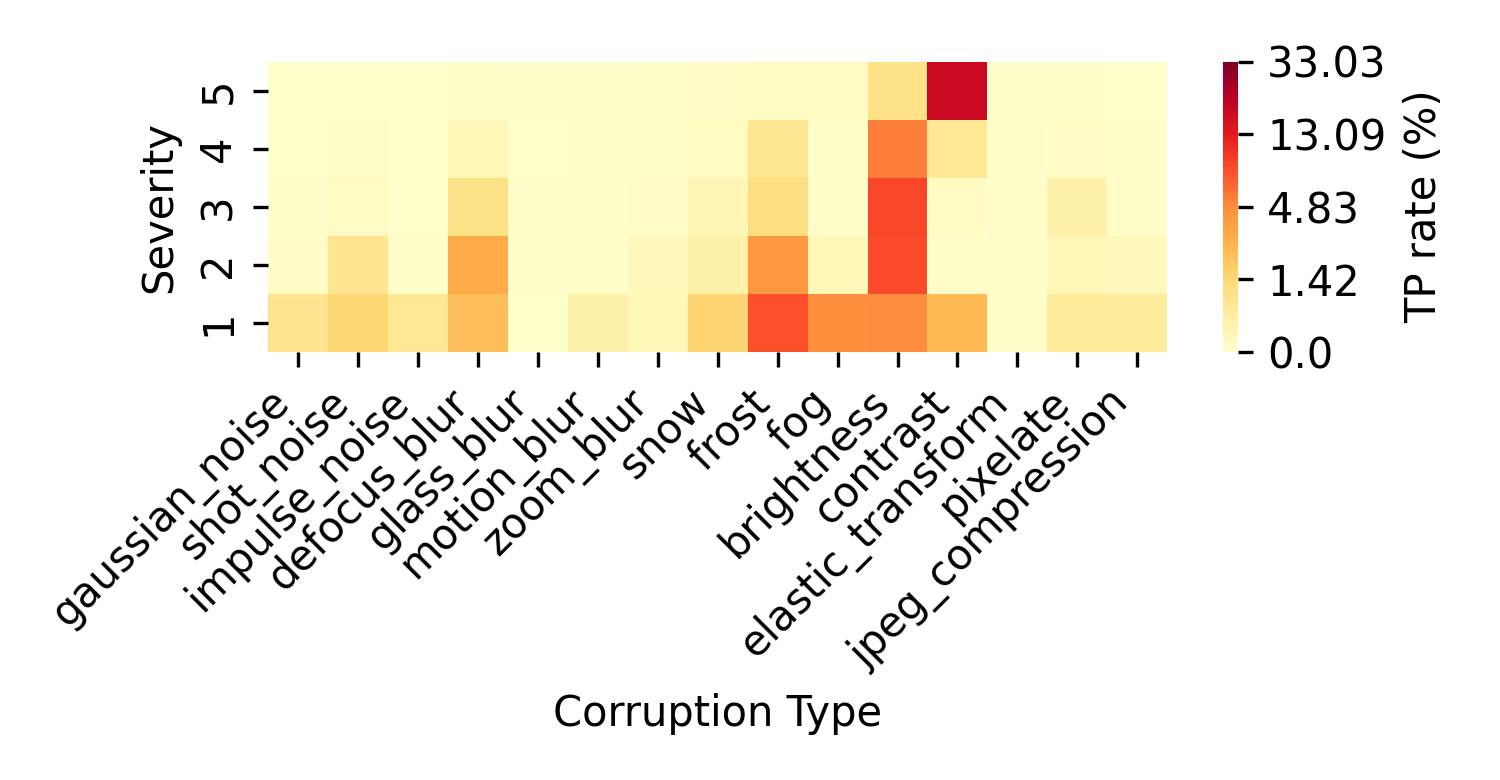 Severity
5
4
3
2
1
gaussian_noise
shot_noise
impulse_noise
defocus_blur
glass_blur
motion_blur
zoom_blur
snow
frost
fog
brightness
contrast
elastic_transform
pixelate
jpeg_compression
Corruption Type
33.03
13.09
4.83
1.42
0.0
TP rate (%)